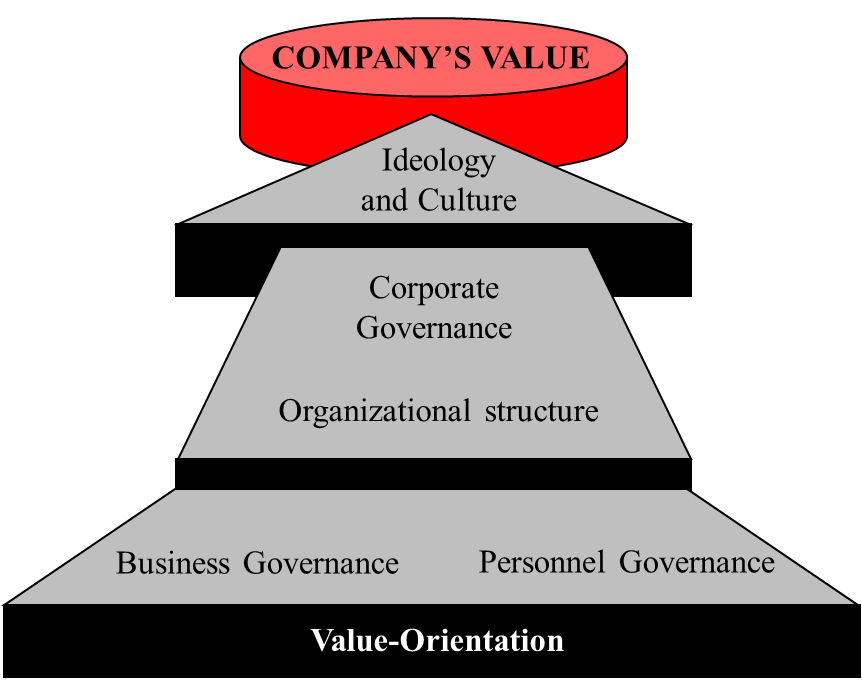 COMPANY’S VALUE
Ideology
and Culture
Corporate
Governance
Organizational structure
Business Governance
Personnel Governance
Value-Orientation